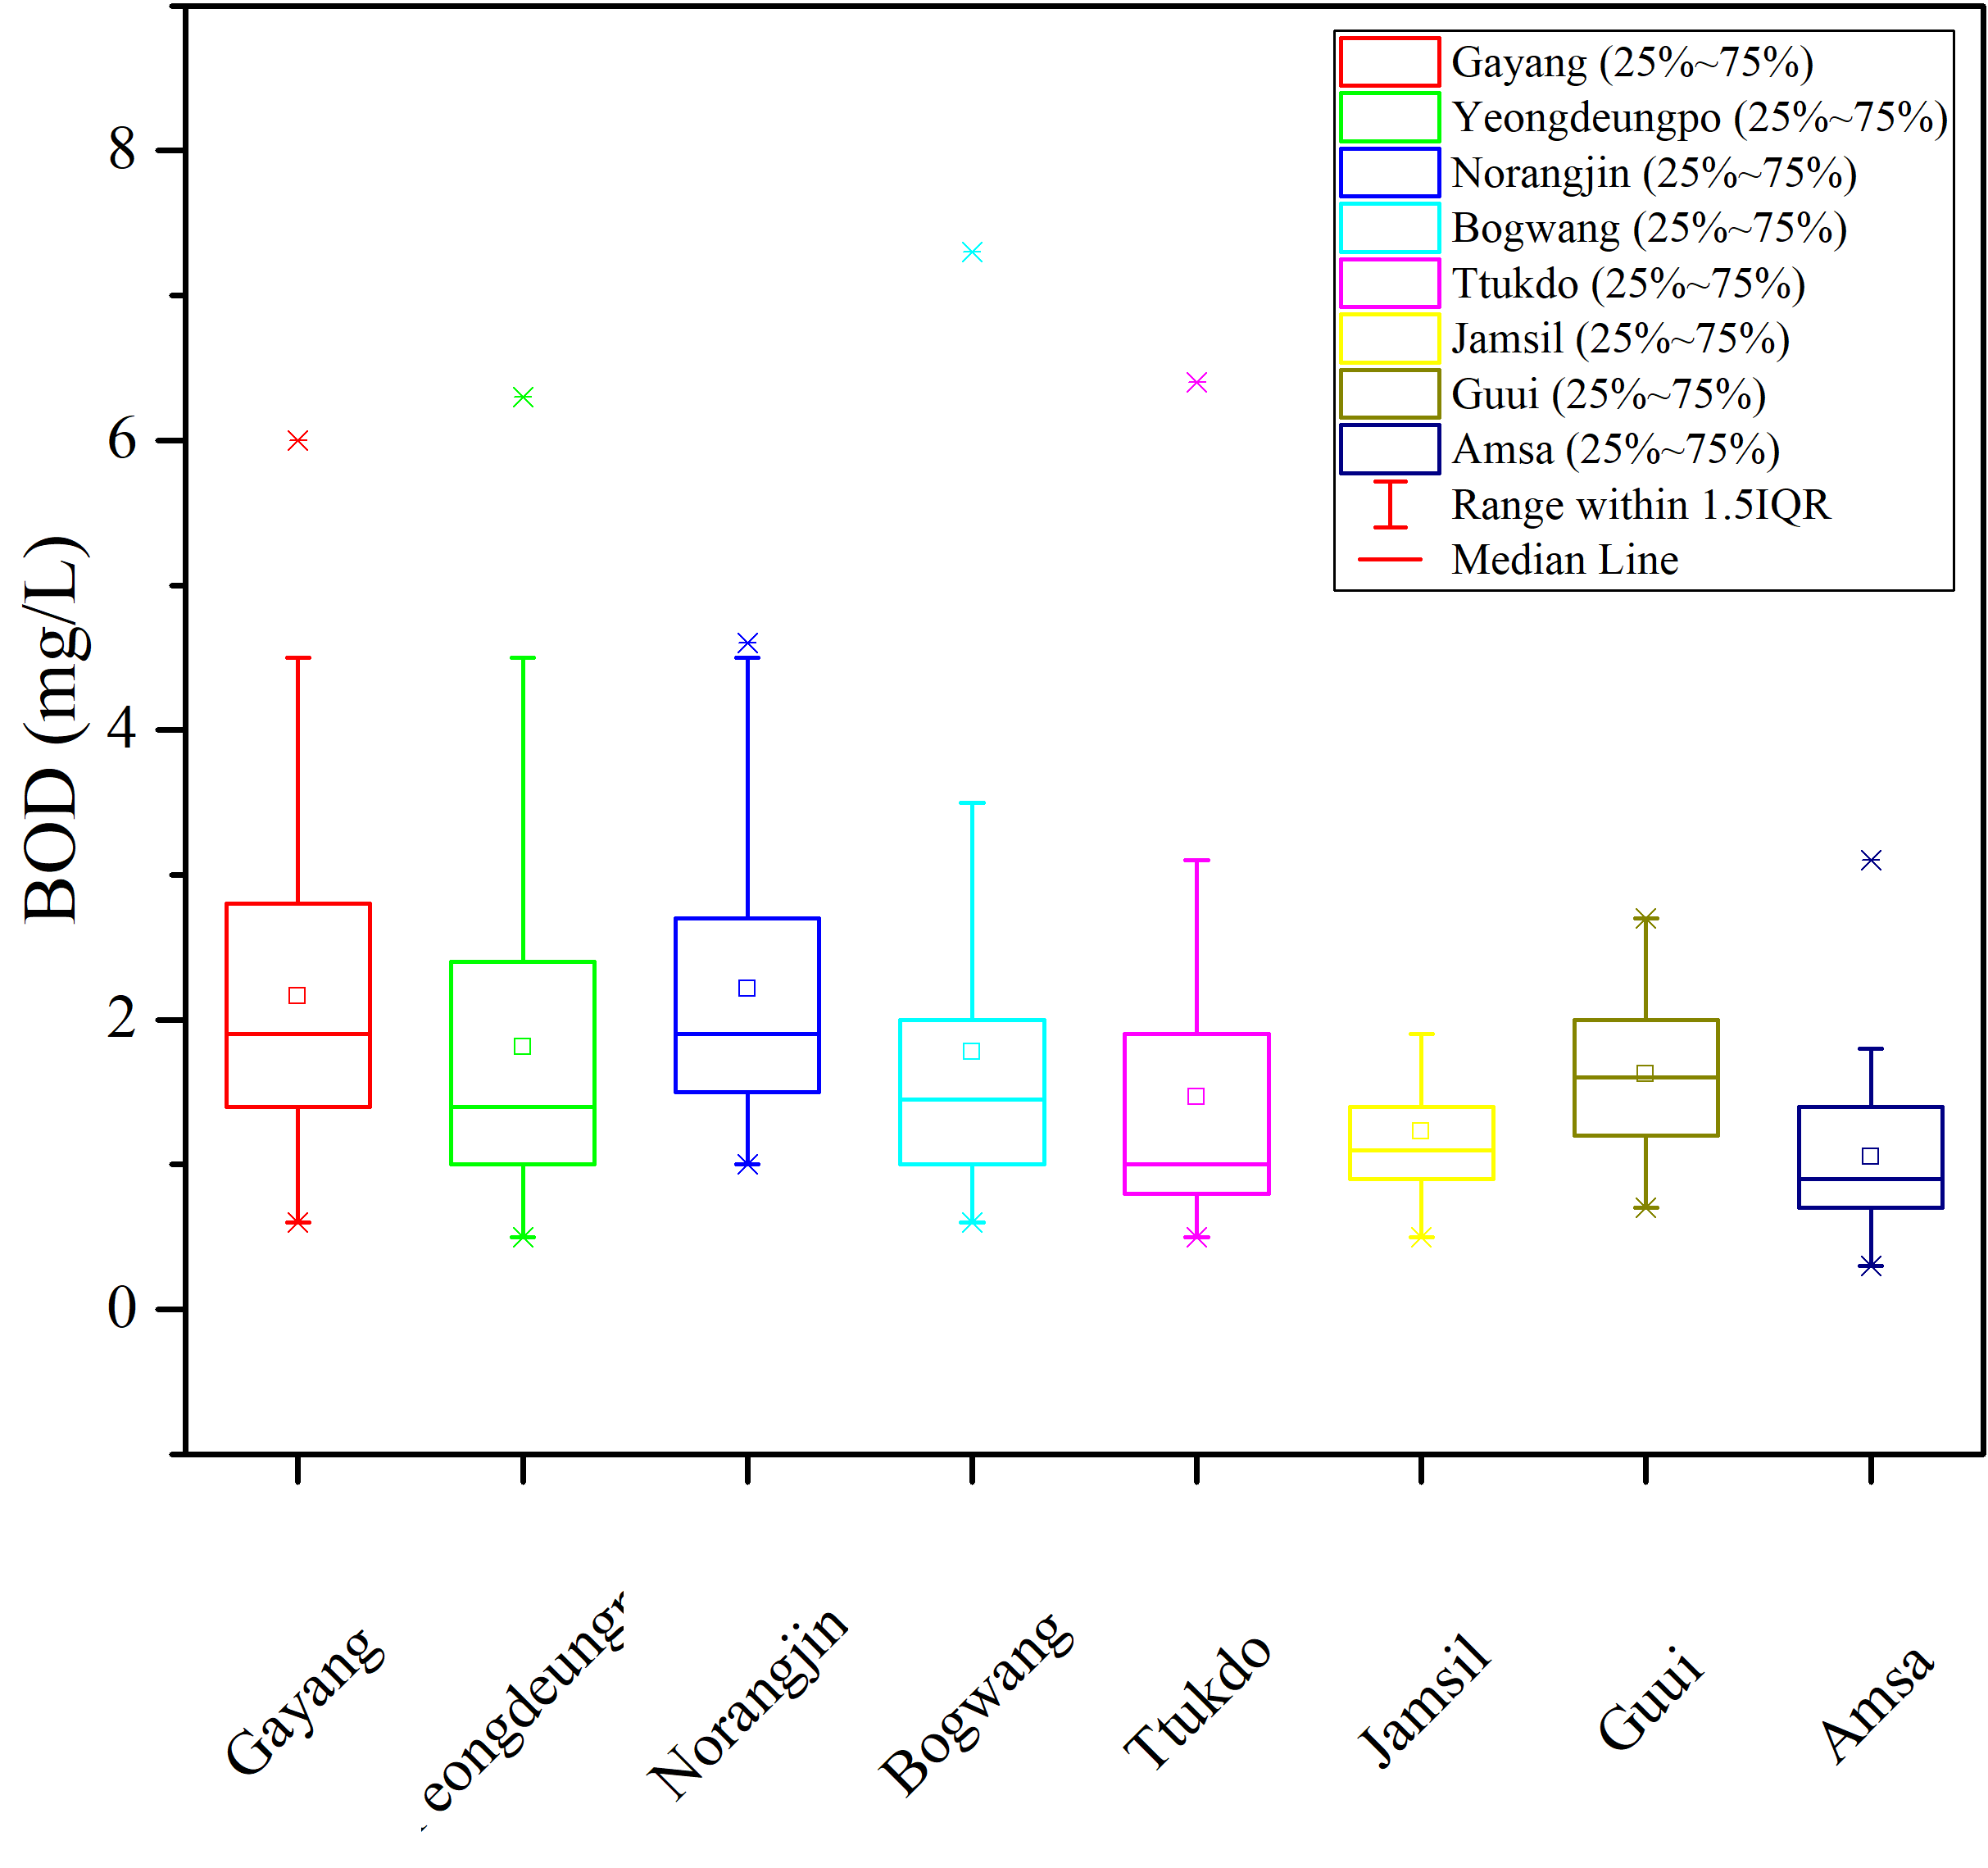 Gayang (25%~75%)
Yeongdeungpo (25%~75%)
Norangjin (25%~75%)
Bogwang (25%~75%)
Ttukdo (25%~75%)
Jamsil (25%~75%)
Guui (25%~75%)
Amsa (25%~75%)
Range within 1.5IQR
Median Line
BOD (mg/L)
8
6
4
2
0
Gayang
Norangjin
Bogwang
Ttukdo
Jamsil
Guui
Amsa